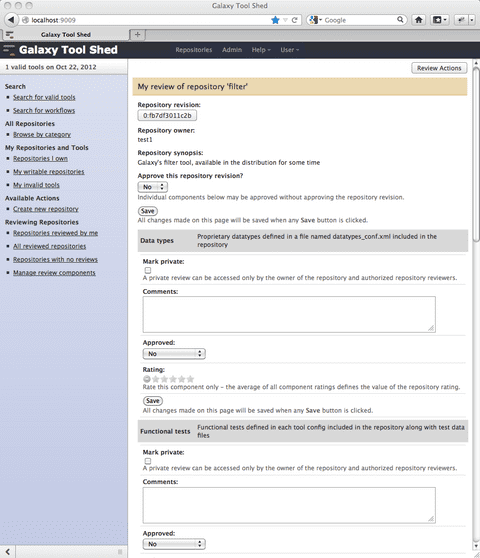 Galaxy Tool Shed
localhost:9009
Google
Galaxy Tool Shed
Galaxy Tool Shed
Repositories Admin Help User
1 valid tools on Oct 22, 2012
Review Actions
Search
Search for valid tools
Search for workflows
All Repositories
Browse by category
My Repositories and Tools
Repositories I own
My writable repositories
My invalid tools
Available Actions
Create new repository
Reviewing Repositories
Repositories reviewed by me
All reviewed repositories
Repositories with no reviews
Manage review components
My review of repository 'filter'
Repository revision:
0:fb7df3011c2b
Repository owner:
test1
Repository synopsis:
Galaxy's filter tool, available in the distribution for some time
Approve this repository revision?
No
Individual components below may be approved without approving the repository revision.
Save
All changes made on this page will be saved when any Save button is clicked.
Data types Proprietary datatypes defined in a file named datatypes_conf.xml included in the
repository
Mark private:
A private review can be accessed only by the owner of the repository and authorized repository reviewers.
Comments:
Approved:
No
Rating:
Rate this component only - the average of all component ratings defines the value of the repository rating.
Save
All changes made on this page will be saved when any Save button is clicked.
Functional tests Functional tests defined in each tool config included in the repository along with test data
files
Mark private:
A private review can be accessed only by the owner of the repository and authorized repository reviewers.
Comments:
Approved:
No